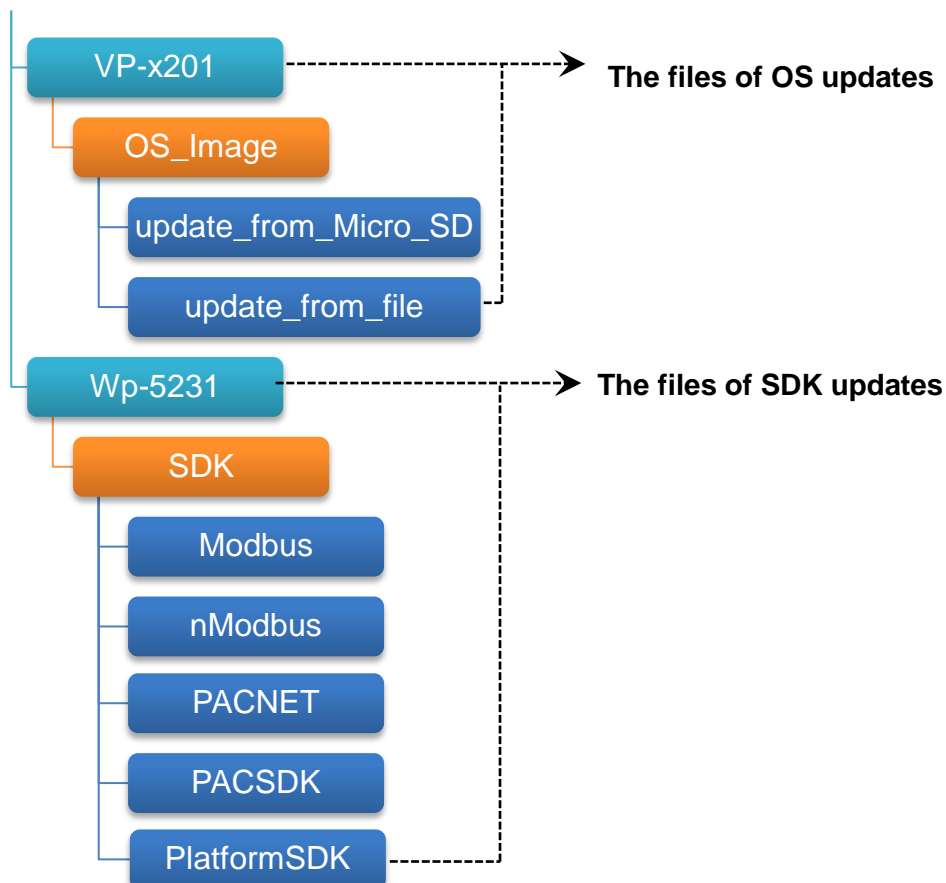 VP-x201
The files of OS updates
OS_Image
update_from_Micro_SD
update_from_file
Wp-5231
The files of SDK updates
SDK
Modbus
nModbus
PACNET
PACSDK
PlatformSDK